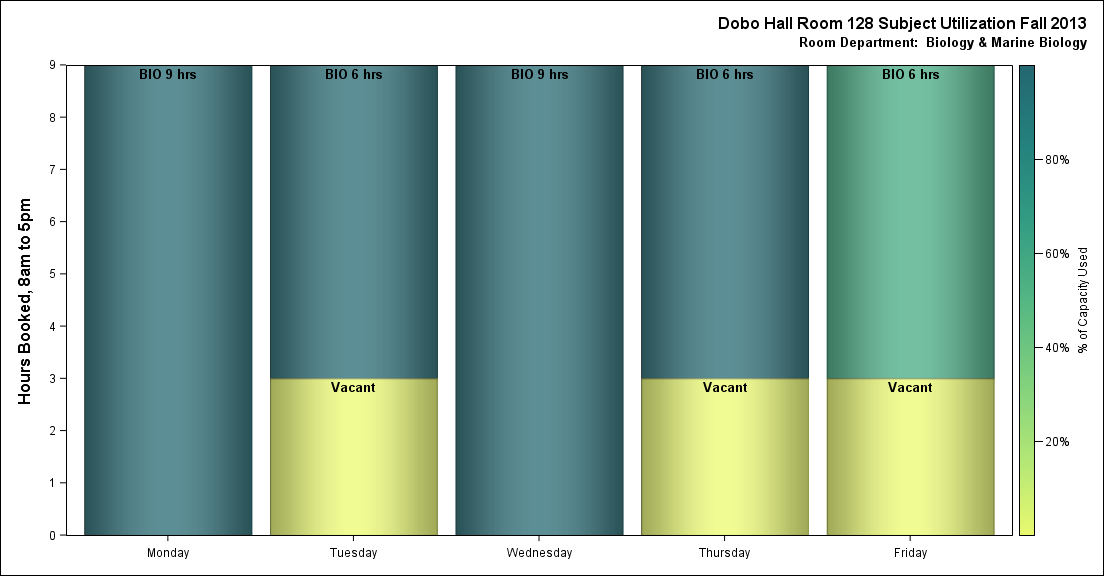 Dobo Hall Room 128 Subject Utilization Fall 2013
Room Department:  Biology & Marine Biology
Hours Booked, 8am to 5pm
9
8
7
6
5
4
3
2
1
0
BIO 9 hrs
BIO 6 hrs
BIO 9 hrs
BIO 6 hrs
BIO 6 hrs
Vacant
Vacant
Vacant
Monday
Tuesday
Wednesday
Thursday
Friday
80%
60%
40%
20%
% of Capacity Used